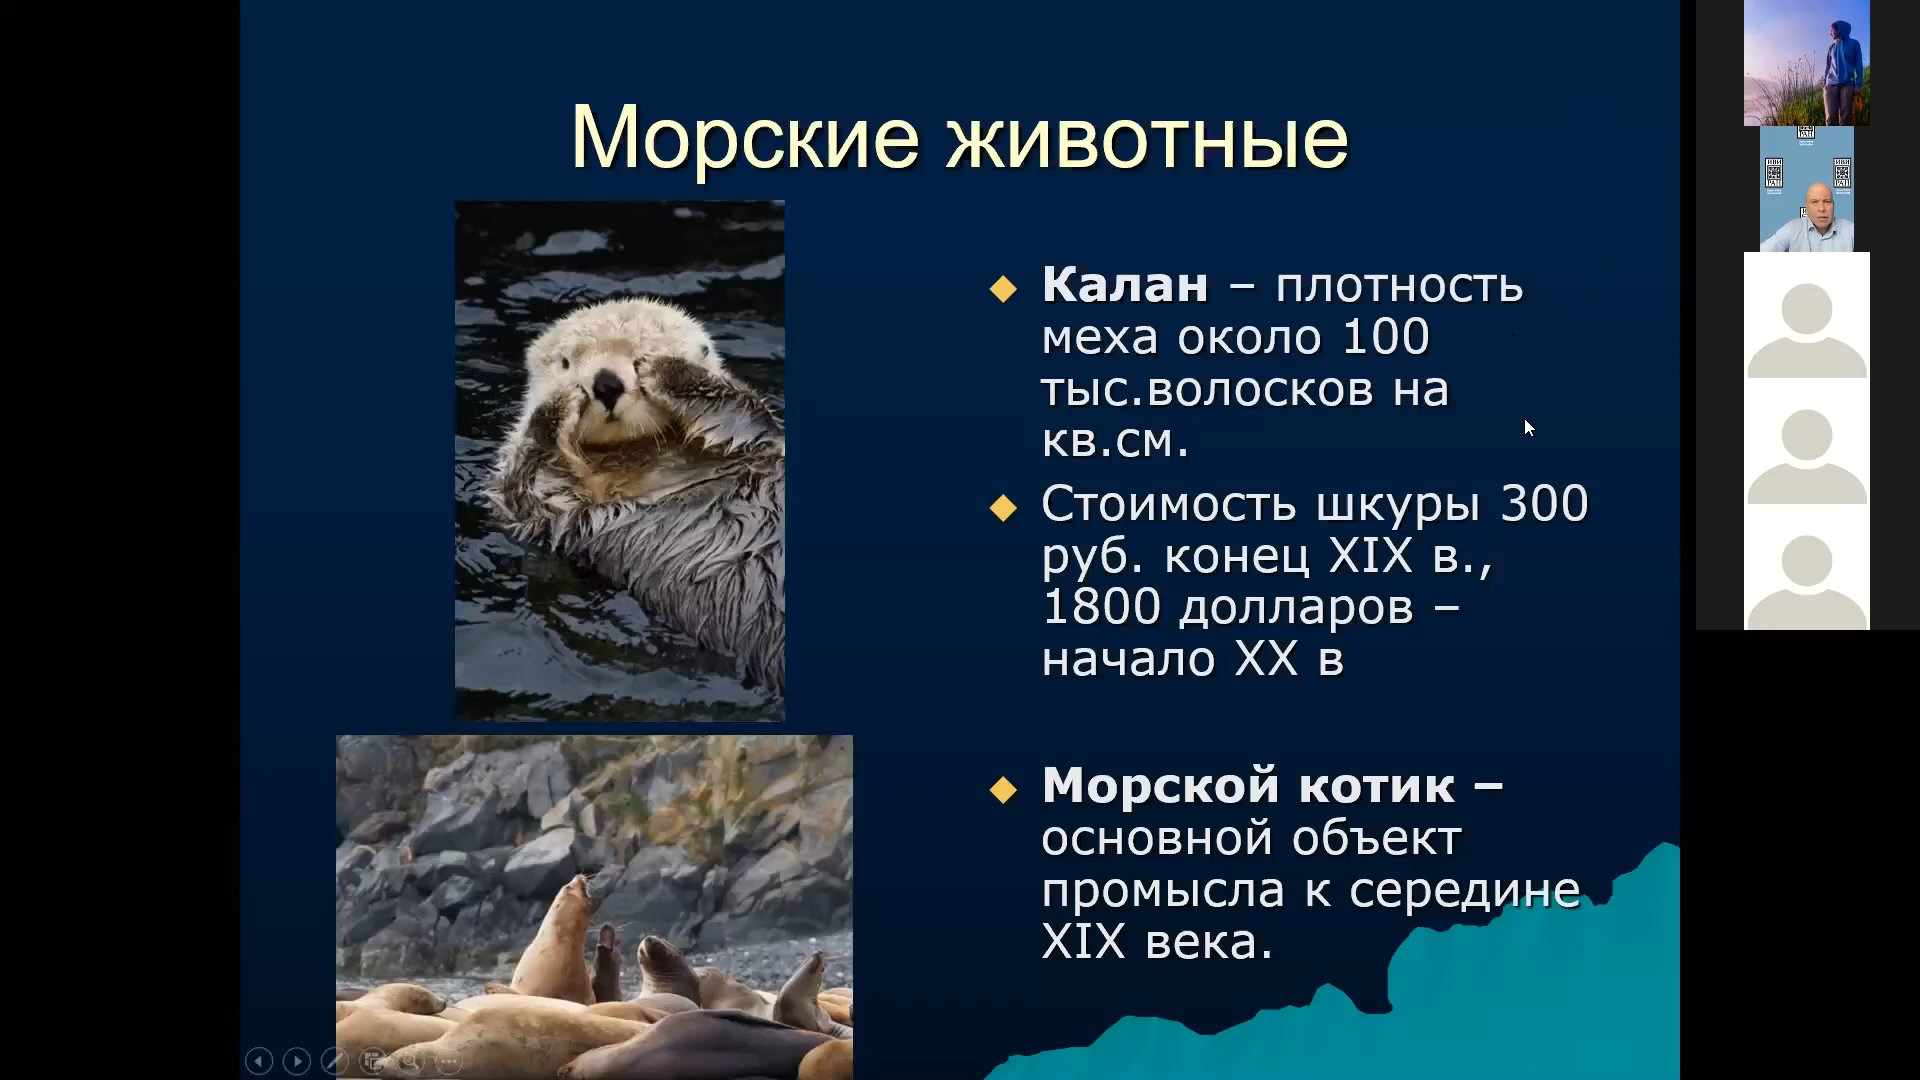 Морские животные
Калан – плотность
меха около 100
тыс.волосков на
кв.см.
Стоимость шкуры 300
руб. конец XIX в.,
1800 долларов –
начало XX в
Морской котик –
основной объект
промысла к середине
XIX века.